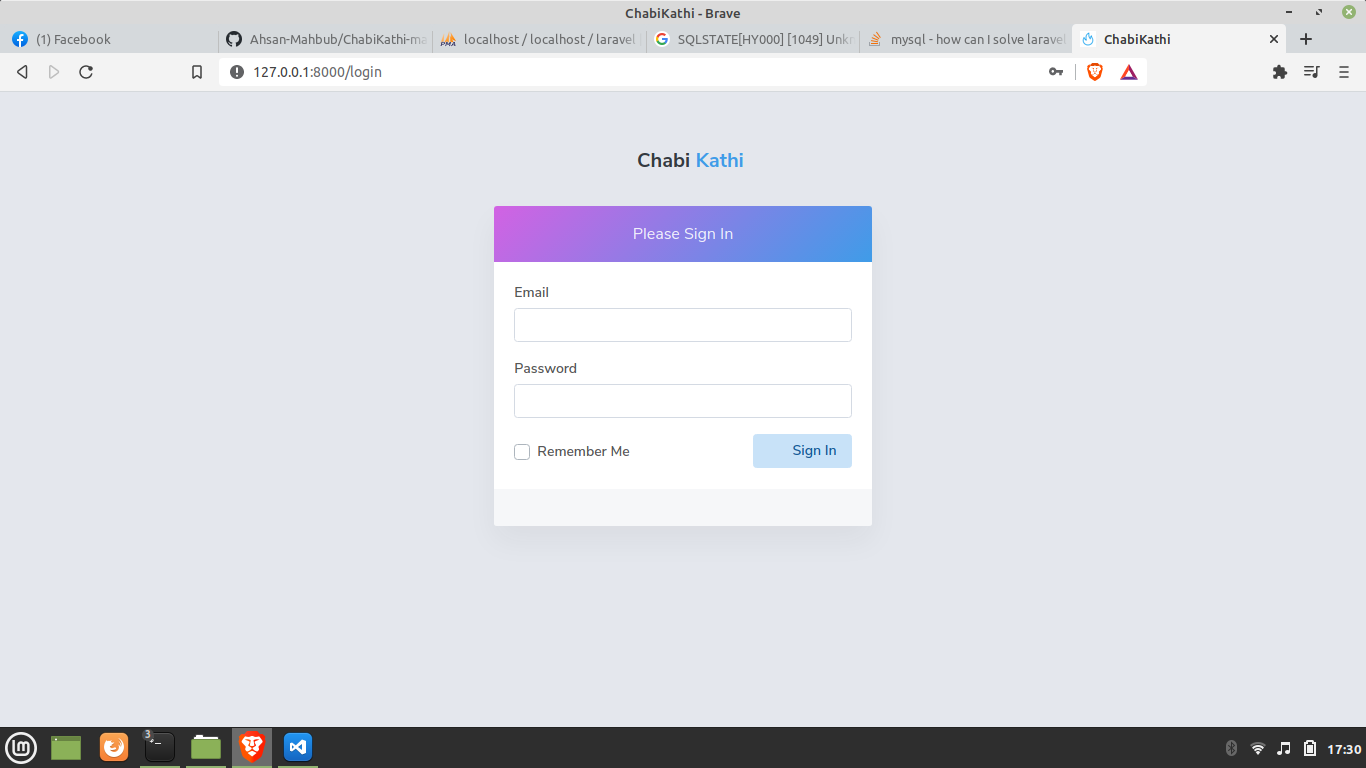 ChabiKathi - Brave
(1) Facebook
Ahsan-Mahbub/ChabiKathi-ma
PMA
localhost / localhost / laravel
SQLSTATE[HY000] [1049] Unkn
mysql - how can I solve laravel
ChabiKathi
127.0.0.1:8000/login
Chabi Kathi
Please Sign In
Email
Password
Remember Me
Sign In
3
17:30